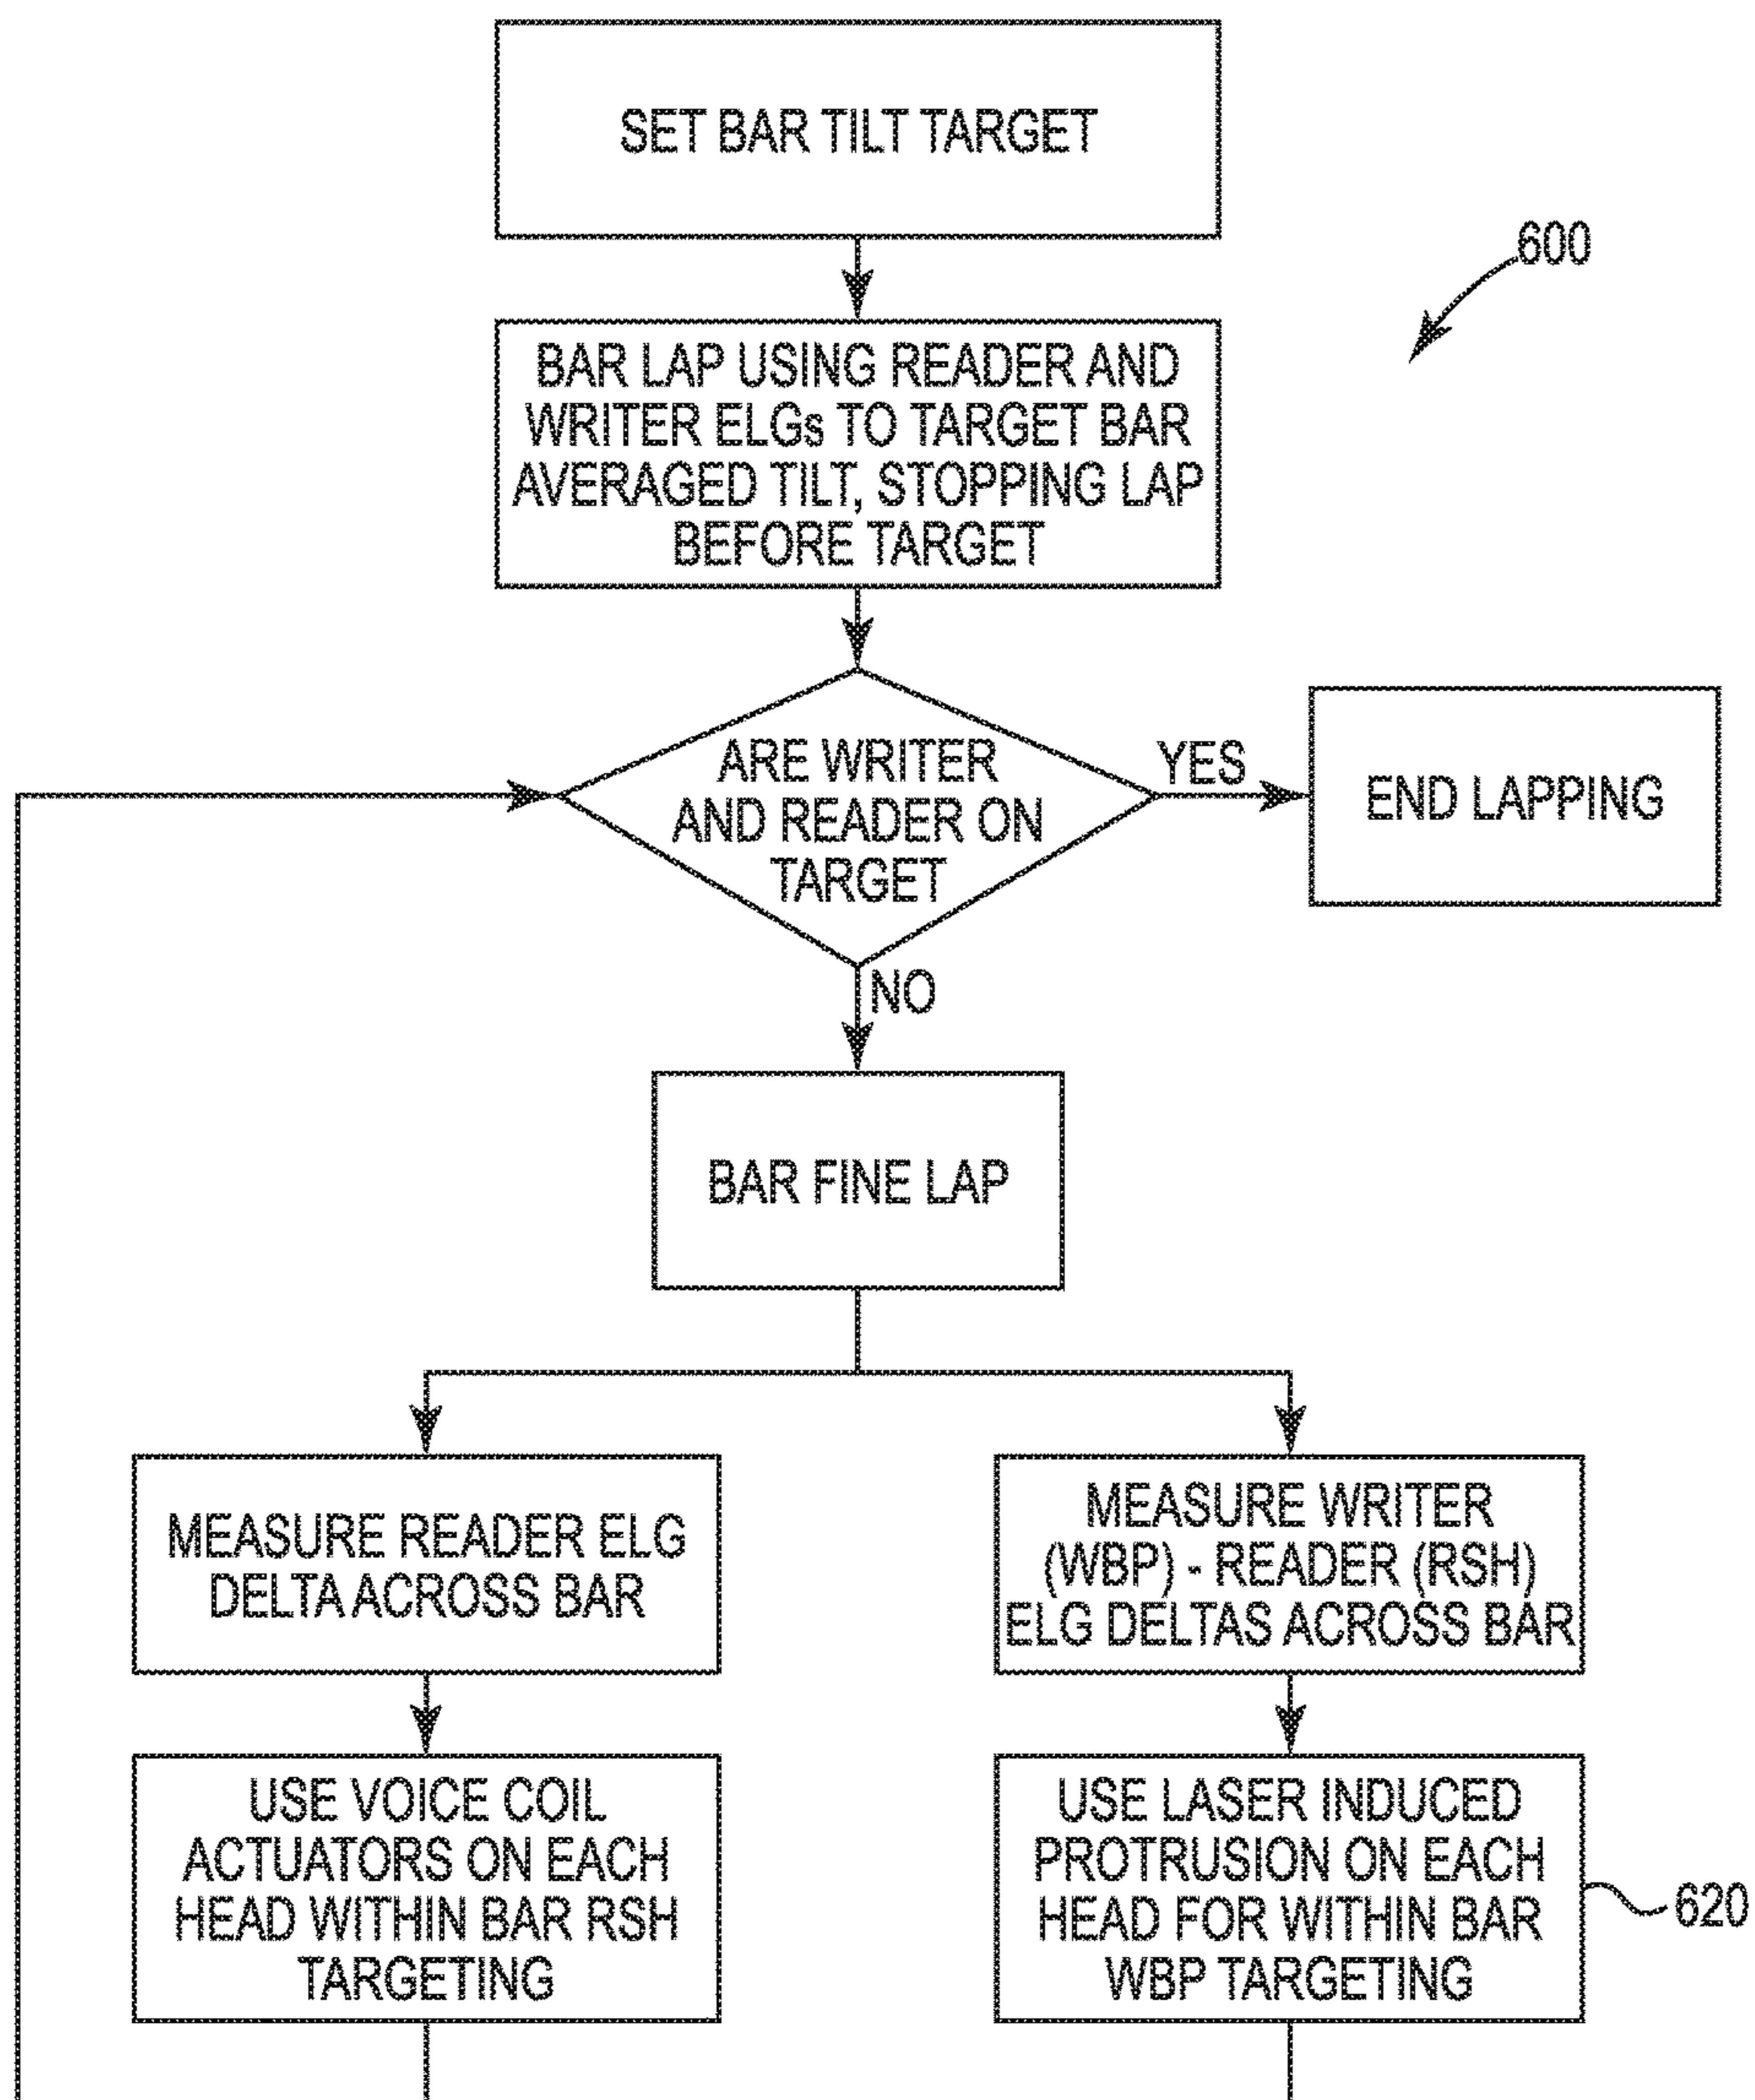 SET BAR TILT TARGET
600
BAR LAP USING READER AND
WRITER ELGs TO TARGET BAR
AVERAGED TILT, STOPPING LAP
BEFORE TARGET
ARE WRITER
AND READER ON
TARGET
YES
END LAPPING
NO
BAR FINE LAP
MEASURE READER ELG
DELTA ACROSS BAR
MEASURE WRITER
(WBP) - READER (RSH)
ELG DELTAS ACROSS BAR
USE VOICE COIL
ACTUATORS ON EACH
HEAD WITHIN BAR RSH
TARGETING
USE LASER INDUCED
PROTRUSION ON EACH
HEAD FOR WITHIN BAR
WBP TARGETING
620